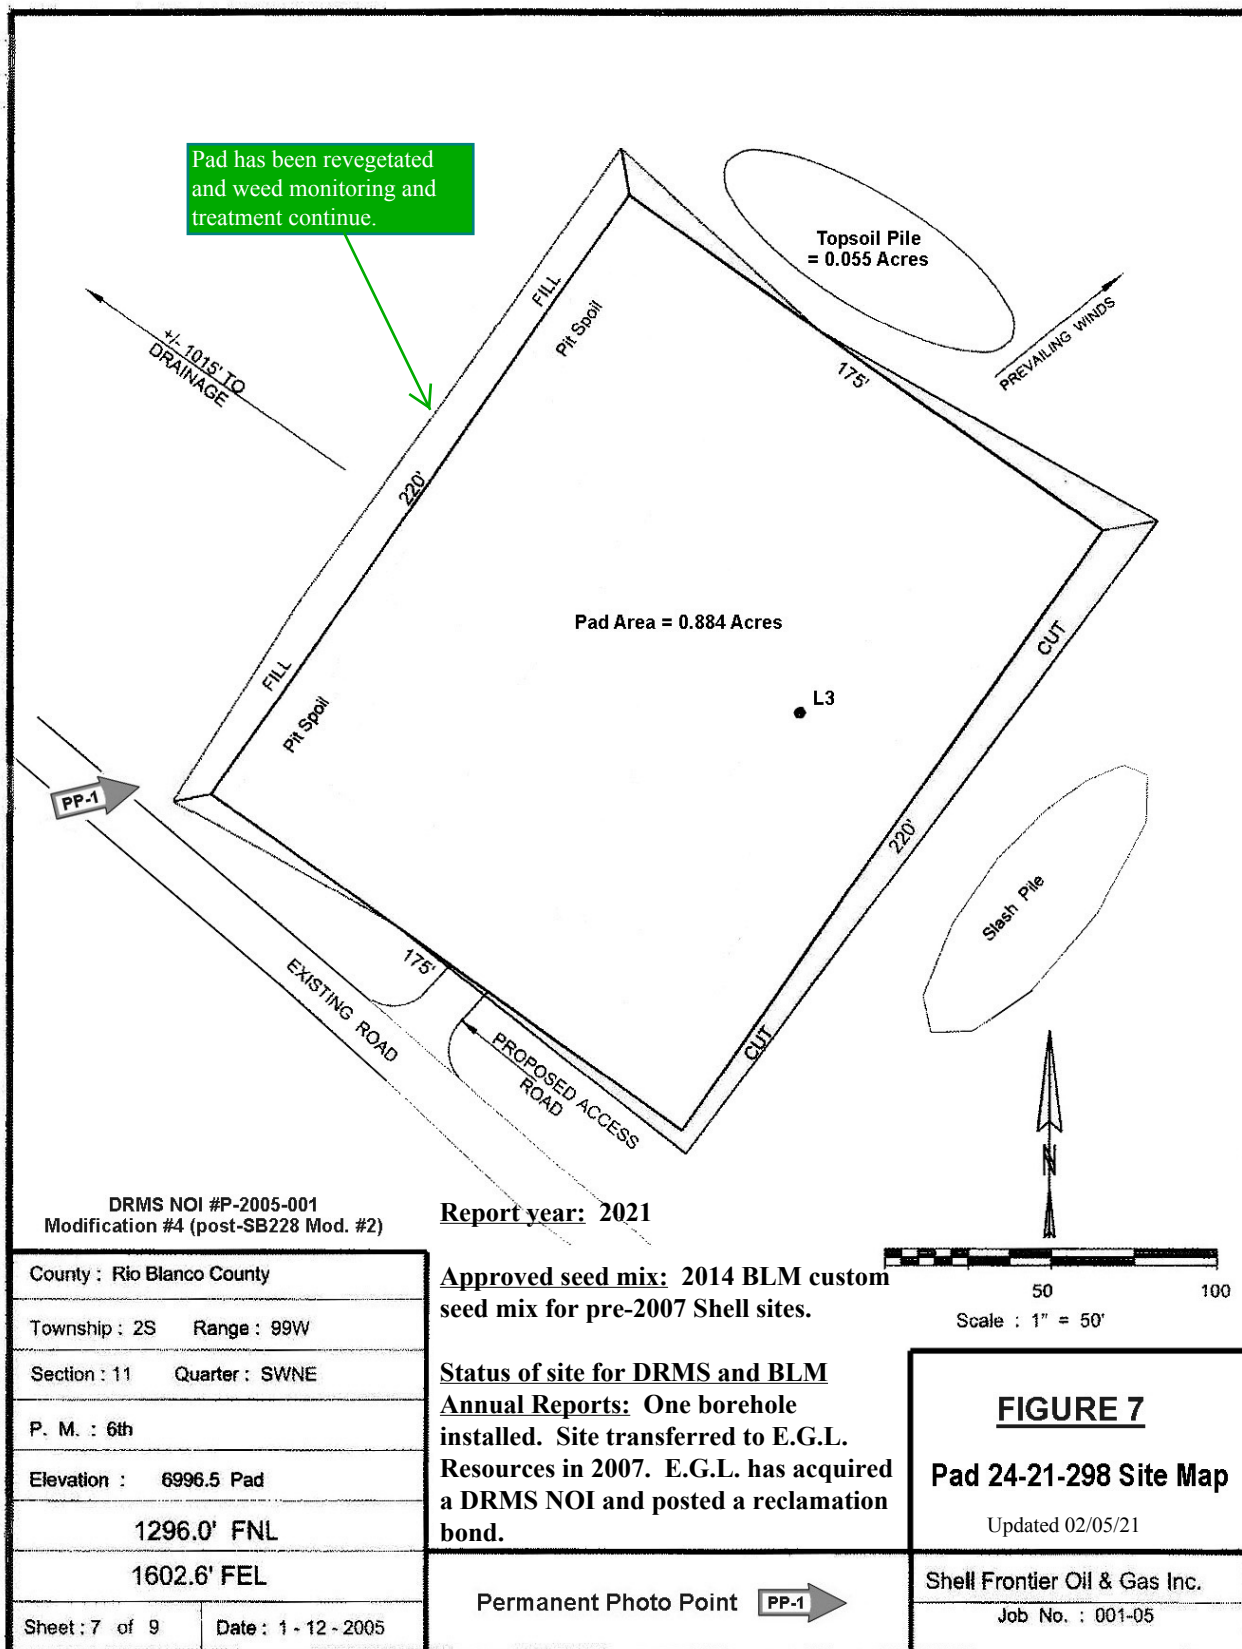 Pad has been revegetated
and weed monitoring and
treatment continue.
Topsoil Pile
= 0.055 Acres
FILL
Pit Spoil
+/- 1015' TO
DRAINAGE
PREVAILING WINDS
175'
220'
Pad Area = 0.884 Acres
CUT
L3
FILL
Pit Spoil
PP-1
220'
Slash Pile
175'
EXISTING ROAD
CUT
PROPOSED ACCESS
ROAD
N
DRMS NOI #P-2005-001
Modification #4 (post-SB228 Mod. #2)
Report year: 2021
County : Rio Blanco County
Township : 2S Range : 99W
Section : 11 Quarter : SWNE
P. M. : 6th
Elevation : 6996.5 Pad
1296.0' FNL
1602.6' FEL
Sheet : 7 of 9 Date : 1 - 12 - 2005
Approved seed mix: 2014 BLM custom
seed mix for pre-2007 Shell sites.
Status of site for DRMS and BLM
Annual Reports: One borehole
installed. Site transferred to E.G.L.
Resources in 2007. E.G.L. has acquired
a DRMS NOI and posted a reclamation
bond.
50 100
Scale : 1" = 50'
FIGURE 7
Pad 24-21-298 Site Map
Updated 02/05/21
Permanent Photo Point PP-1
Shell Frontier Oil & Gas Inc.
Job No. : 001-05